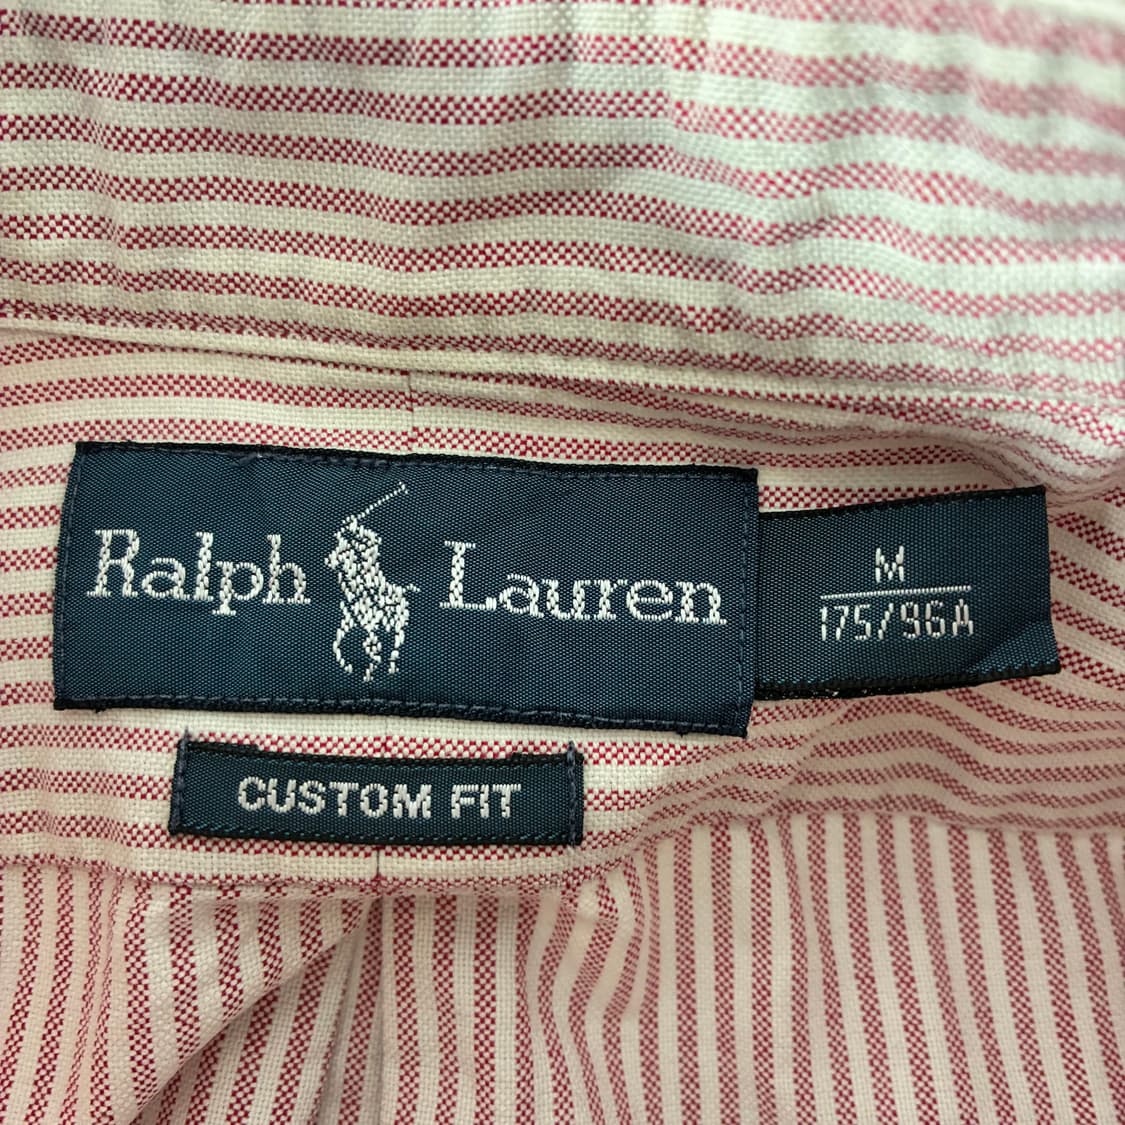 Ralph Lauren
M
175/96A
CUSTOM FIT